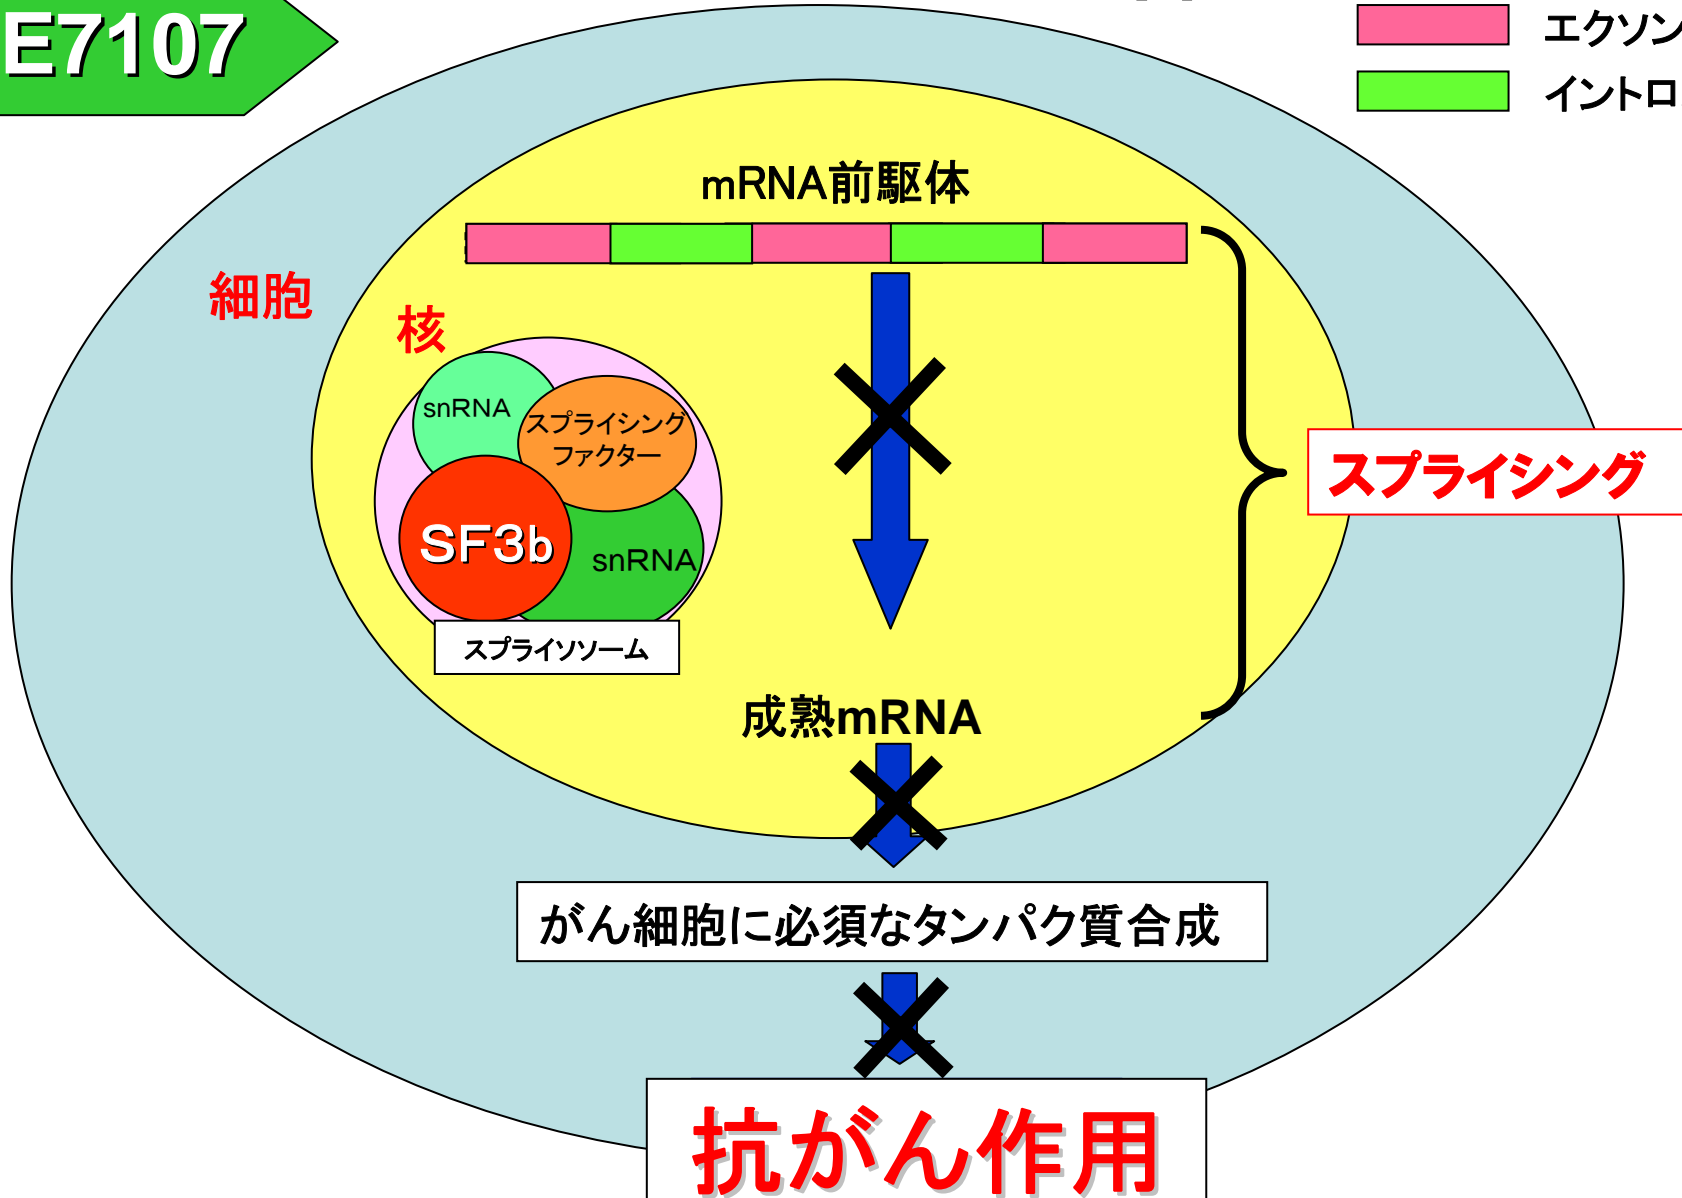 E7107
エクソン
イントロ
mRNA前駆体
細胞
核
snRNA
スプライシング
ファクター
SF3b
snRNA
スプライソソーム
スプライシング
成熟mRNA
がん細胞に必須なタンパク質合成
抗がん作用